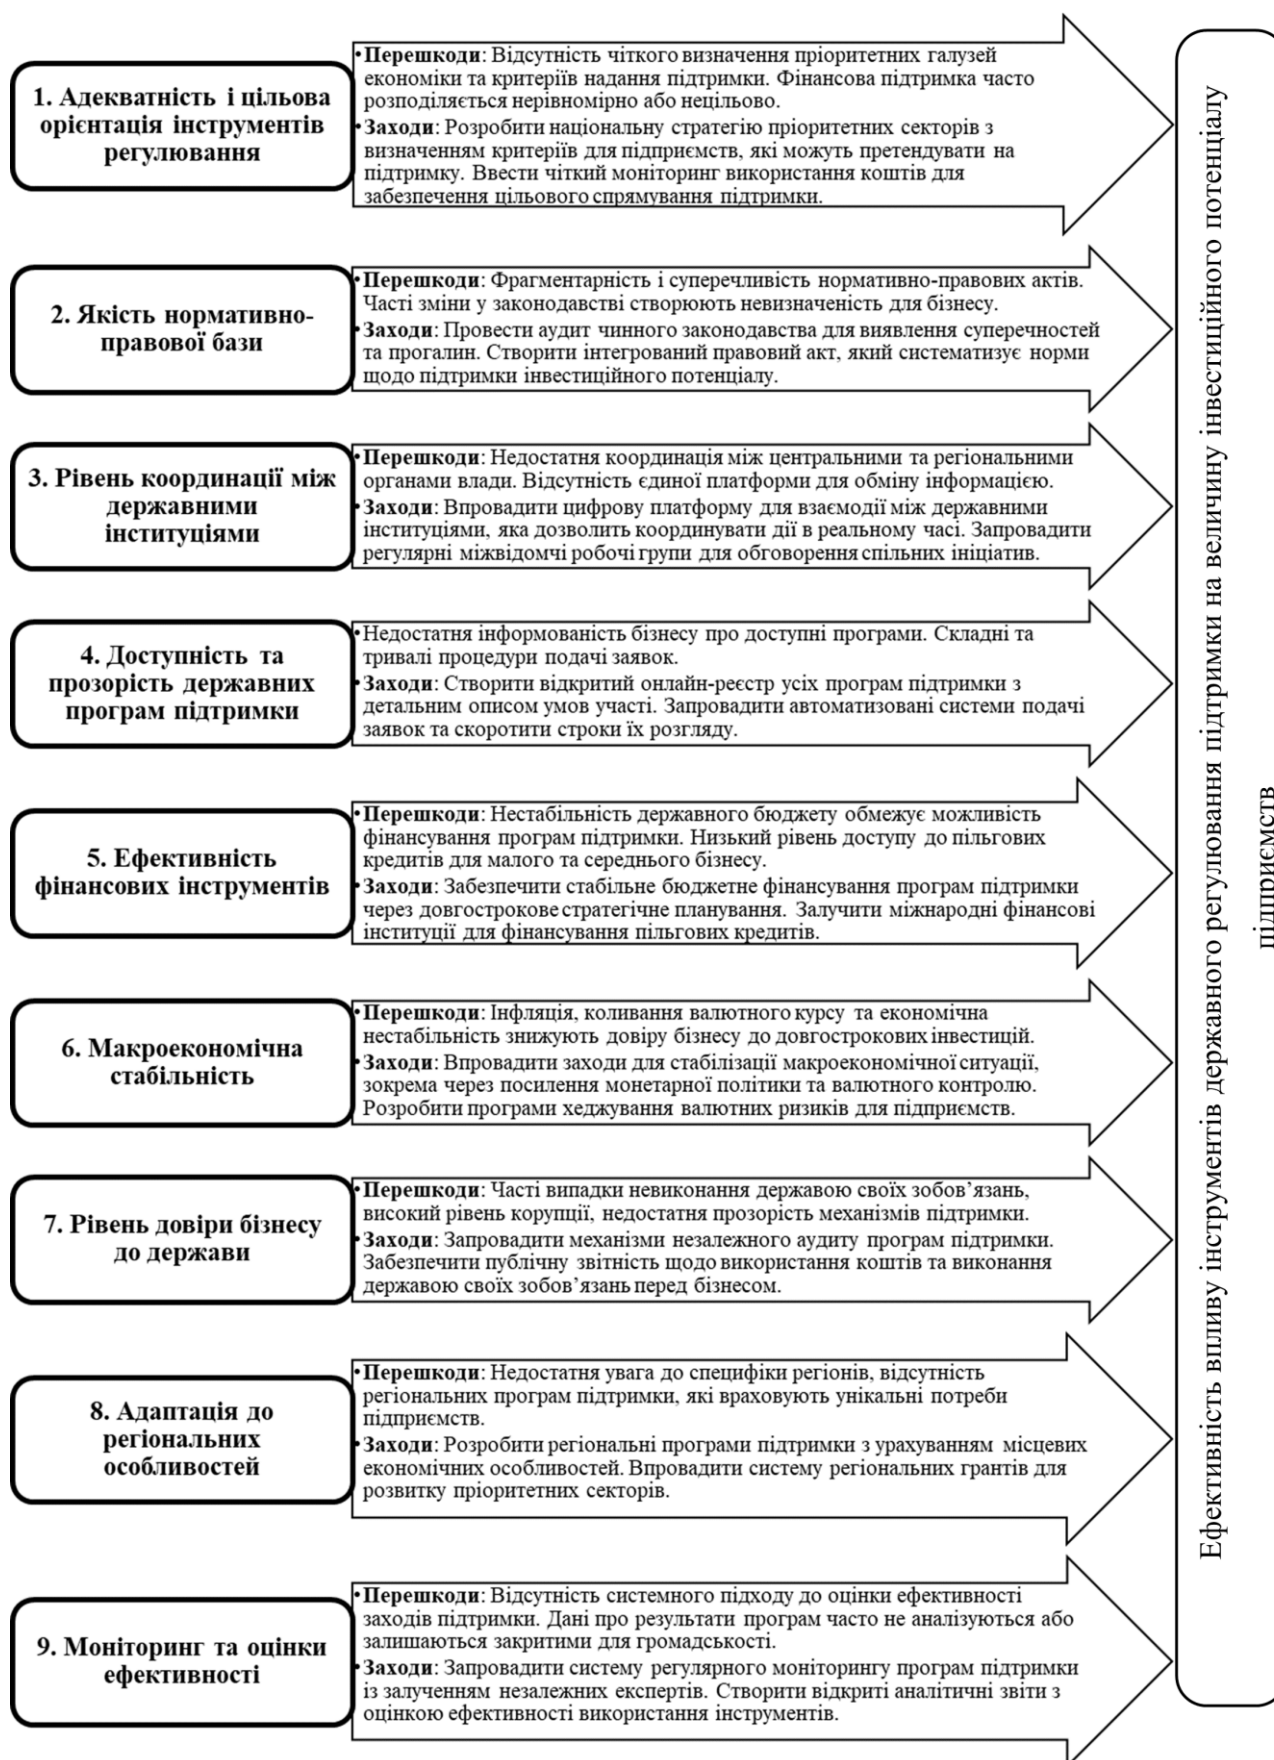 1. Адекватність і цільова
орієнтація інструментів
регулювання
•Перешкоди: Відсутність чіткого визначення пріоритетних галузей
економіки та критеріїв надання підтримки. Фінансова підтримка часто
розподіляється нерівномірно або нецільово.
•Заходи: Розробити національну стратегію пріоритетних секторів з
визначенням критеріїв для підприємств, які можуть претендувати на
підтримку. Ввести чіткий моніторинг використання коштів для
забезпечення цільового спрямування підтримки.
2. Якість нормативно-
правової бази
•Перешкоди: Фрагментарність і суперечливість нормативно-правових актів.
Часті зміни у законодавстві створюють невизначеність для бізнесу.
•Заходи: Провести аудит чинного законодавства для виявлення суперечностей
та прогалин. Створити інтегрований правовий акт, який систематизує норми
щодо підтримки інвестиційного потенціалу.
3. Рівень координації між
державними
інституціями
•Перешкоди: Недостатня координація між центральними та регіональними
органами влади. Відсутність єдиної платформи для обміну інформацією.
•Заходи: Впровадити цифрову платформу для взаємодії між державними
інституціями, яка дозволить координувати дії в реальному часі. Запровадити
регулярні міжвідомчі робочі групи для обговорення спільних ініціатив.
4. Доступність та
прозорість державних
програм підтримки
•Недостатня інформованість бізнесу про доступні програми. Складні та
тривалі процедури подачі заявок.
•Заходи: Створити відкритий онлайн-реєстр усіх програм підтримки з
детальним описом умов участі. Запровадити автоматизовані системи подачі
заявок та скоротити строки їх розгляду.
5. Ефективність
фінансових інструментів
•Перешкоди: Нестабільність державного бюджету обмежує можливість
фінансування програм підтримки. Низький рівень доступу до пільгових
кредитів для малого та середнього бізнесу.
•Заходи: Забезпечити стабільне бюджетне фінансування програм підтримки
через довгострокове стратегічне планування. Залучити міжнародні фінансові
інституції для фінансування пільгових кредитів.
6. Макроекономічна
стабільність
•Перешкоди: Інфляція, коливання валютного курсу та економічна
нестабільність знижують довіру бізнесу до довгострокових інвестицій.
•Заходи: Впровадити заходи для стабілізації макроекономічної ситуації,
зокрема через посилення монетарної політики та валютного контролю.
Розробити програми хеджування валютних ризиків для підприємств.
7. Рівень довіри бізнесу
до держави
•Перешкоди: Часті випадки невиконання державою своїх зобов’язань,
високий рівень корупції, недостатня прозорість механізмів підтримки.
•Заходи: Запровадити механізми незалежного аудиту програм підтримки.
Забезпечити публічну звітність щодо використання коштів та виконання
державою своїх зобов’язань перед бізнесом.
8. Адаптація до
регіональних
особливостей
•Перешкоди: Недостатня увага до специфіки регіонів, відсутність
регіональних програм підтримки, які враховують унікальні потреби
підприємств.
•Заходи: Розробити регіональні програми підтримки з урахуванням місцевих
економічних особливостей. Впровадити систему регіональних грантів для
розвитку пріоритетних секторів.
9. Моніторинг та оцінки
ефективності
•Перешкоди: Відсутність системного підходу до оцінки ефективності
заходів підтримки. Дані про результати програм часто не аналізуються або
залишаються закритими для громадськості.
•Заходи: Запровадити систему регулярного моніторингу програм підтримки
із залученням незалежних експертів. Створити відкриті аналітичні звіти з
оцінкою ефективності використання інструментів.
Ефективність впливу інструментів державного регулювання підтримки на величину інвестиційного потенціалу
підприємств